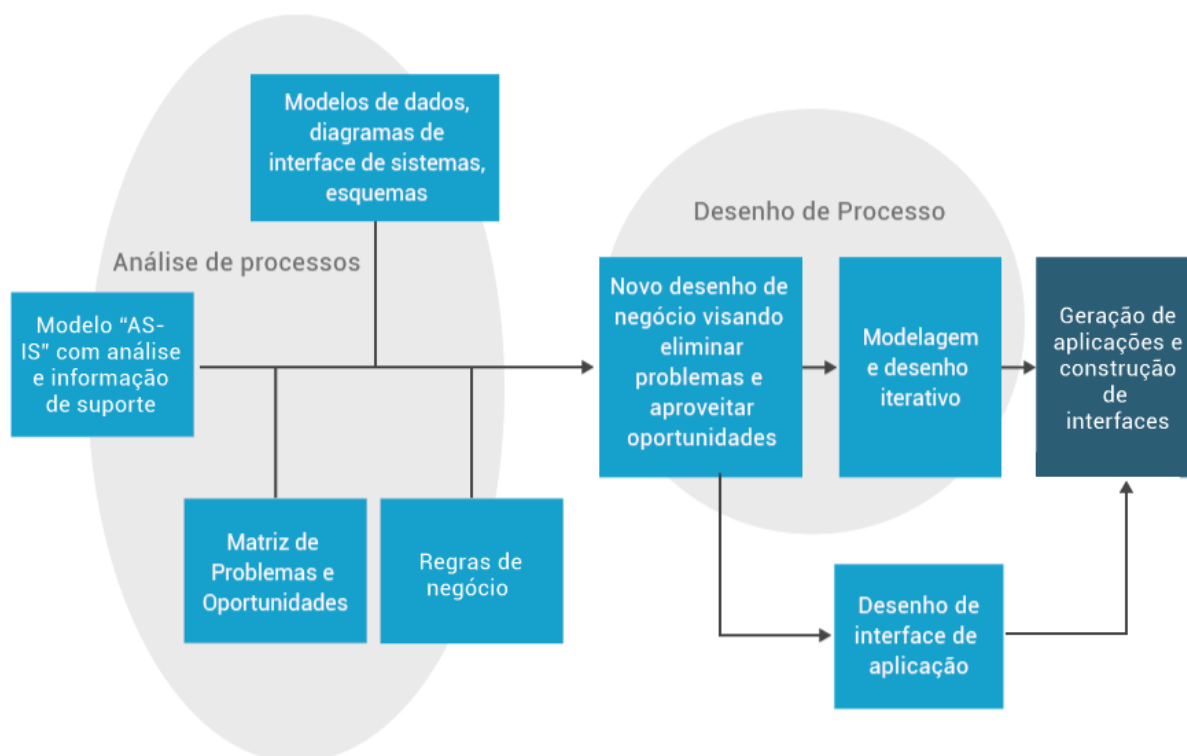 Modelos de dados,
diagramas de
interface de sistemas,
esquemas
Análise de processos
Modelo “AS-
IS” com análise
e informação
de suporte
Matriz de
Problemas e
Oportunidades
Regras de
negócio
Desenho de Processo
Novo desenho de
negócio visando
eliminar
problemas e
aproveitar
oportunidades
Modelagem
e desenho
iterativo
Geração de
aplicações e
construção
de
interfaces
Desenho de
interface de
aplicação